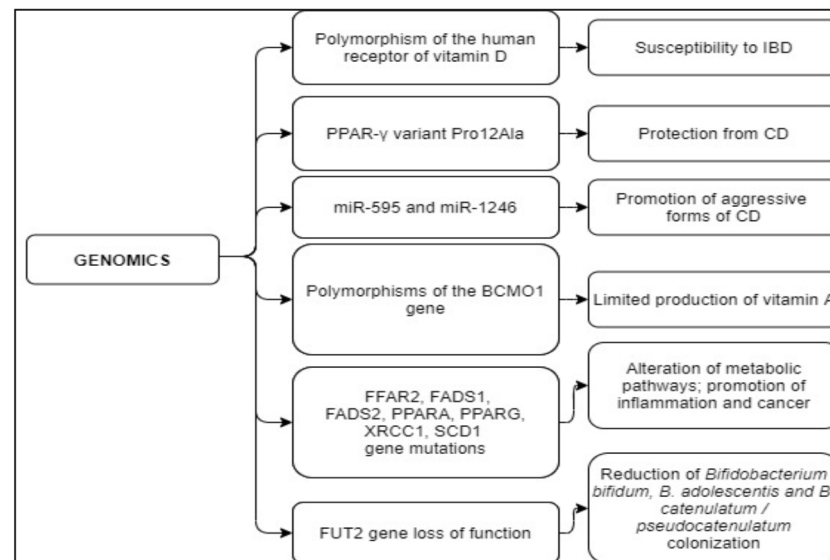 Polymorphism of the human
receptor of vitamin D
Susceptibility to IBD
PPAR-γ variant Pro12Ala
Protection from CD
miR-595 and miR-1246
Promotion of aggressive
forms of CD
GENOMICS
Polymorphisms of the BCMO1
gene
Limited production of vitamin A
FFAR2, FADS1,
FADS2, PPARA, PPARG,
XRCC1, SCD1
gene mutations
Alteration of metabolic
pathways; promotion of
inflammation and cancer
FUT2 gene loss of function
Reduction of Bifidobacterium
bifidum, B. adolescentis and B
catenulatum /
pseudocatenulatum
colonization